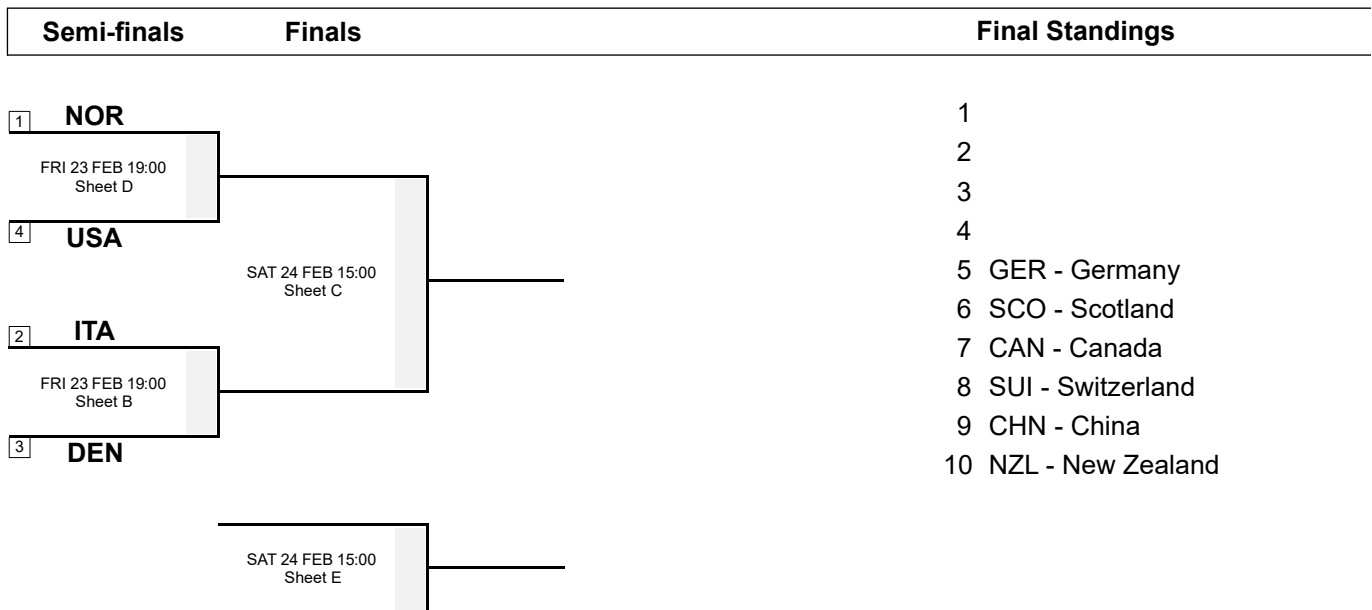 Semi-finals Finals Final Standings
1 NOR
FRI 23 FEB 19:00
Sheet D
4 USA
SAT 24 FEB 15:00
Sheet C
2 ITA
FRI 23 FEB 19:00
Sheet B
3 DEN
SAT 24 FEB 15:00
Sheet E
1
2
3
4
5 GER - Germany
6 SCO - Scotland
7 CAN - Canada
8 SUI - Switzerland
9 CHN - China
10 NZL - New Zealand